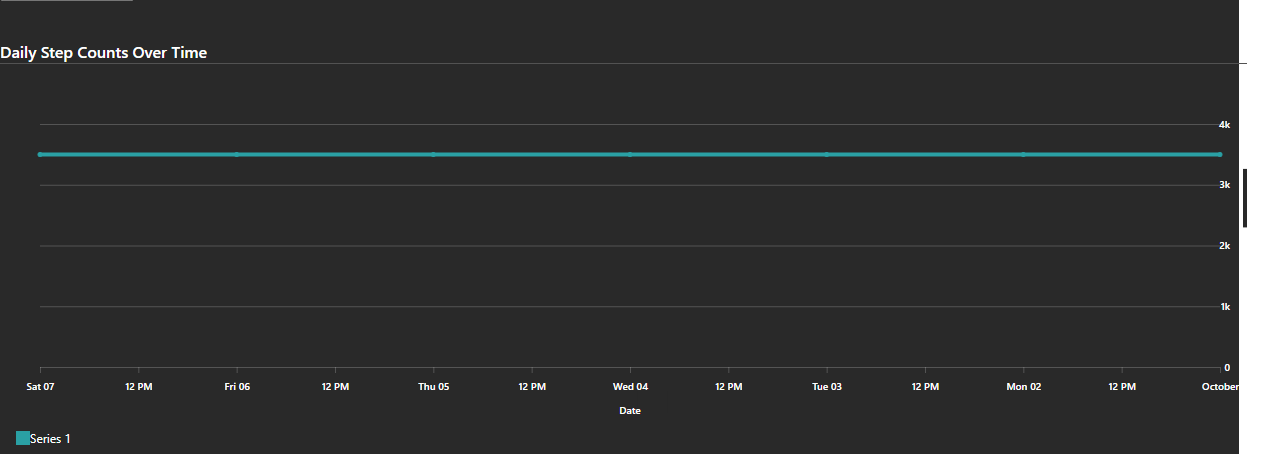 Daily Step Counts Over Time
4k
3k
2k
1k
0
Sat 07 12 PM Fri 06 12 PM Thu 05 12 PM Wed 04 12 PM Tue 03 12 PM Mon 02 12 PM October
Date
Series 1